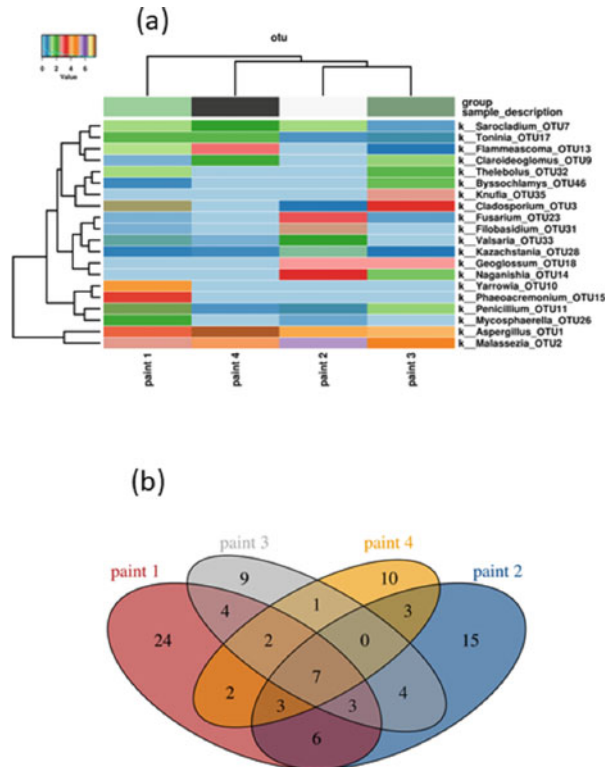 (a)
otu
0 2 4 6
Value
group
sample_description
k__Sarocladium_OTU7
k__Toninia_OTU17
k__Flammeascoma_OTU13
k__Claroideoglomus_OTU9
k__Thelebolus_OTU32
k__Byssochlamys_OTU46
k__Knufia_OTU35
k__Cladosporium_OTU3
k__Fusarium_OTU23
k__Filobasidium_OTU31
k__Valsaria_OTU33
k__Kazachstania_OTU28
k__Geoglossum_OTU18
k__Naganishia_OTU14
k__Yarrowia_OTU10
k__Phaeoacremonium_OTU15
k__Penicillium_OTU11
k__Mycosphaerella_OTU26
k__Aspergillus_OTU1
k__Malassezia_OTU2
paint 1 paint 4 paint 2 paint 3
(b)
paint 3 paint 4
paint 1 paint 2
9 10
4 1 3
24 2 0 15
7
2 3 3 4
6